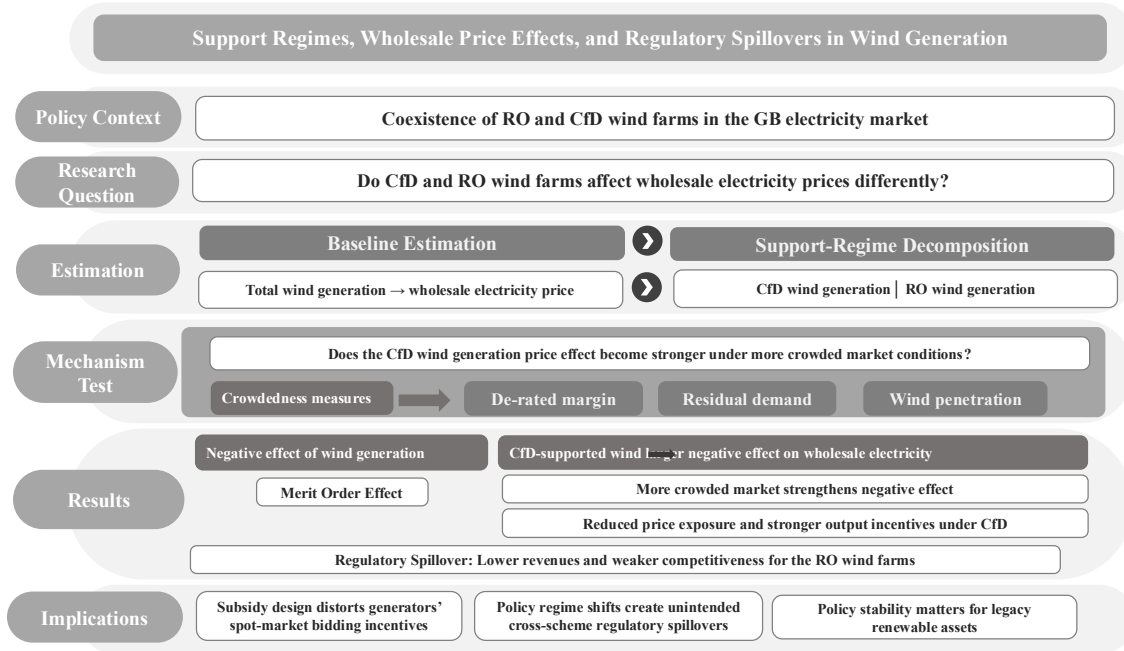 Support Regimes, Wholesale Price Effects, and Regulatory Spillovers in Wind Generation
Policy Context
Coexistence of RO and CfD wind farms in the GB electricity market
Research
Question
Do CfD and RO wind farms affect wholesale electricity prices differently?
Estimation
Baseline Estimation
Support-Regime Decomposition
Total wind generation → wholesale electricity price
CfD wind generation | RO wind generation
Mechanism
Test
Does the CfD wind generation price effect become stronger under more crowded market conditions?
Crowdedness measures
De-rated margin
Residual demand
Wind penetration
Results
Negative effect of wind generation
CfD-supported wind larger negative effect on wholesale electricity
Merit Order Effect
More crowded market strengthens negative effect
Reduced price exposure and stronger output incentives under CfD
Regulatory Spillover: Lower revenues and weaker competitiveness for the RO wind farms
Implications
Subsidy design distorts generators’
spot-market bidding incentives
Policy regime shifts create unintended
cross-scheme regulatory spillovers
Policy stability matters for legacy
renewable assets